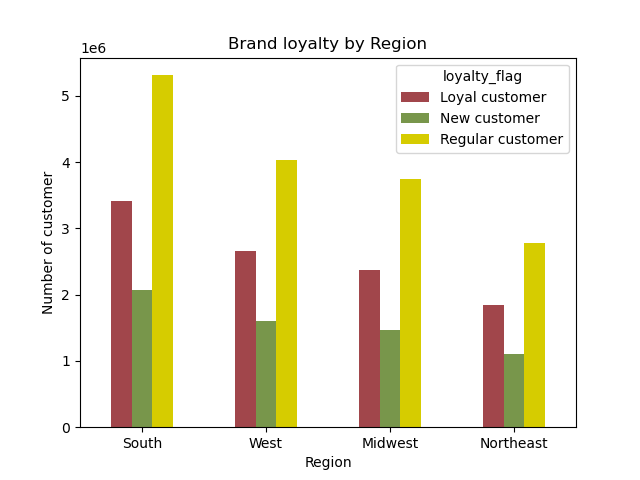 Brand loyalty by Region
1e6
loyalty_flag
Loyal customer
New customer
Regular customer
Number of customer
5
4
3
2
1
0
South West Midwest Northeast
Region